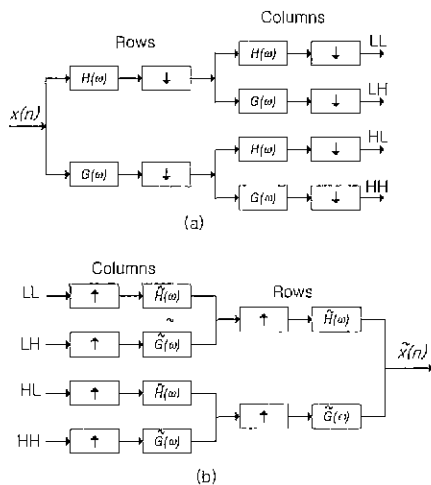 Columns
Rows
H(ω) ↓ H(ω) ↓ LL
G(ω) ↓ LH
x(n)
G(ω) ↓ H(ω) ↓ HL
G(ω) ↓ HH
(a)
Columns
Rows
LL ↑ H̃(ω)
↑ H̃(ω)
LH ↑ G̃(ω)
x̃(n)
HL ↑ H̃(ω)
↑ G̃(ω)
HH ↑ G̃(ω)
(b)